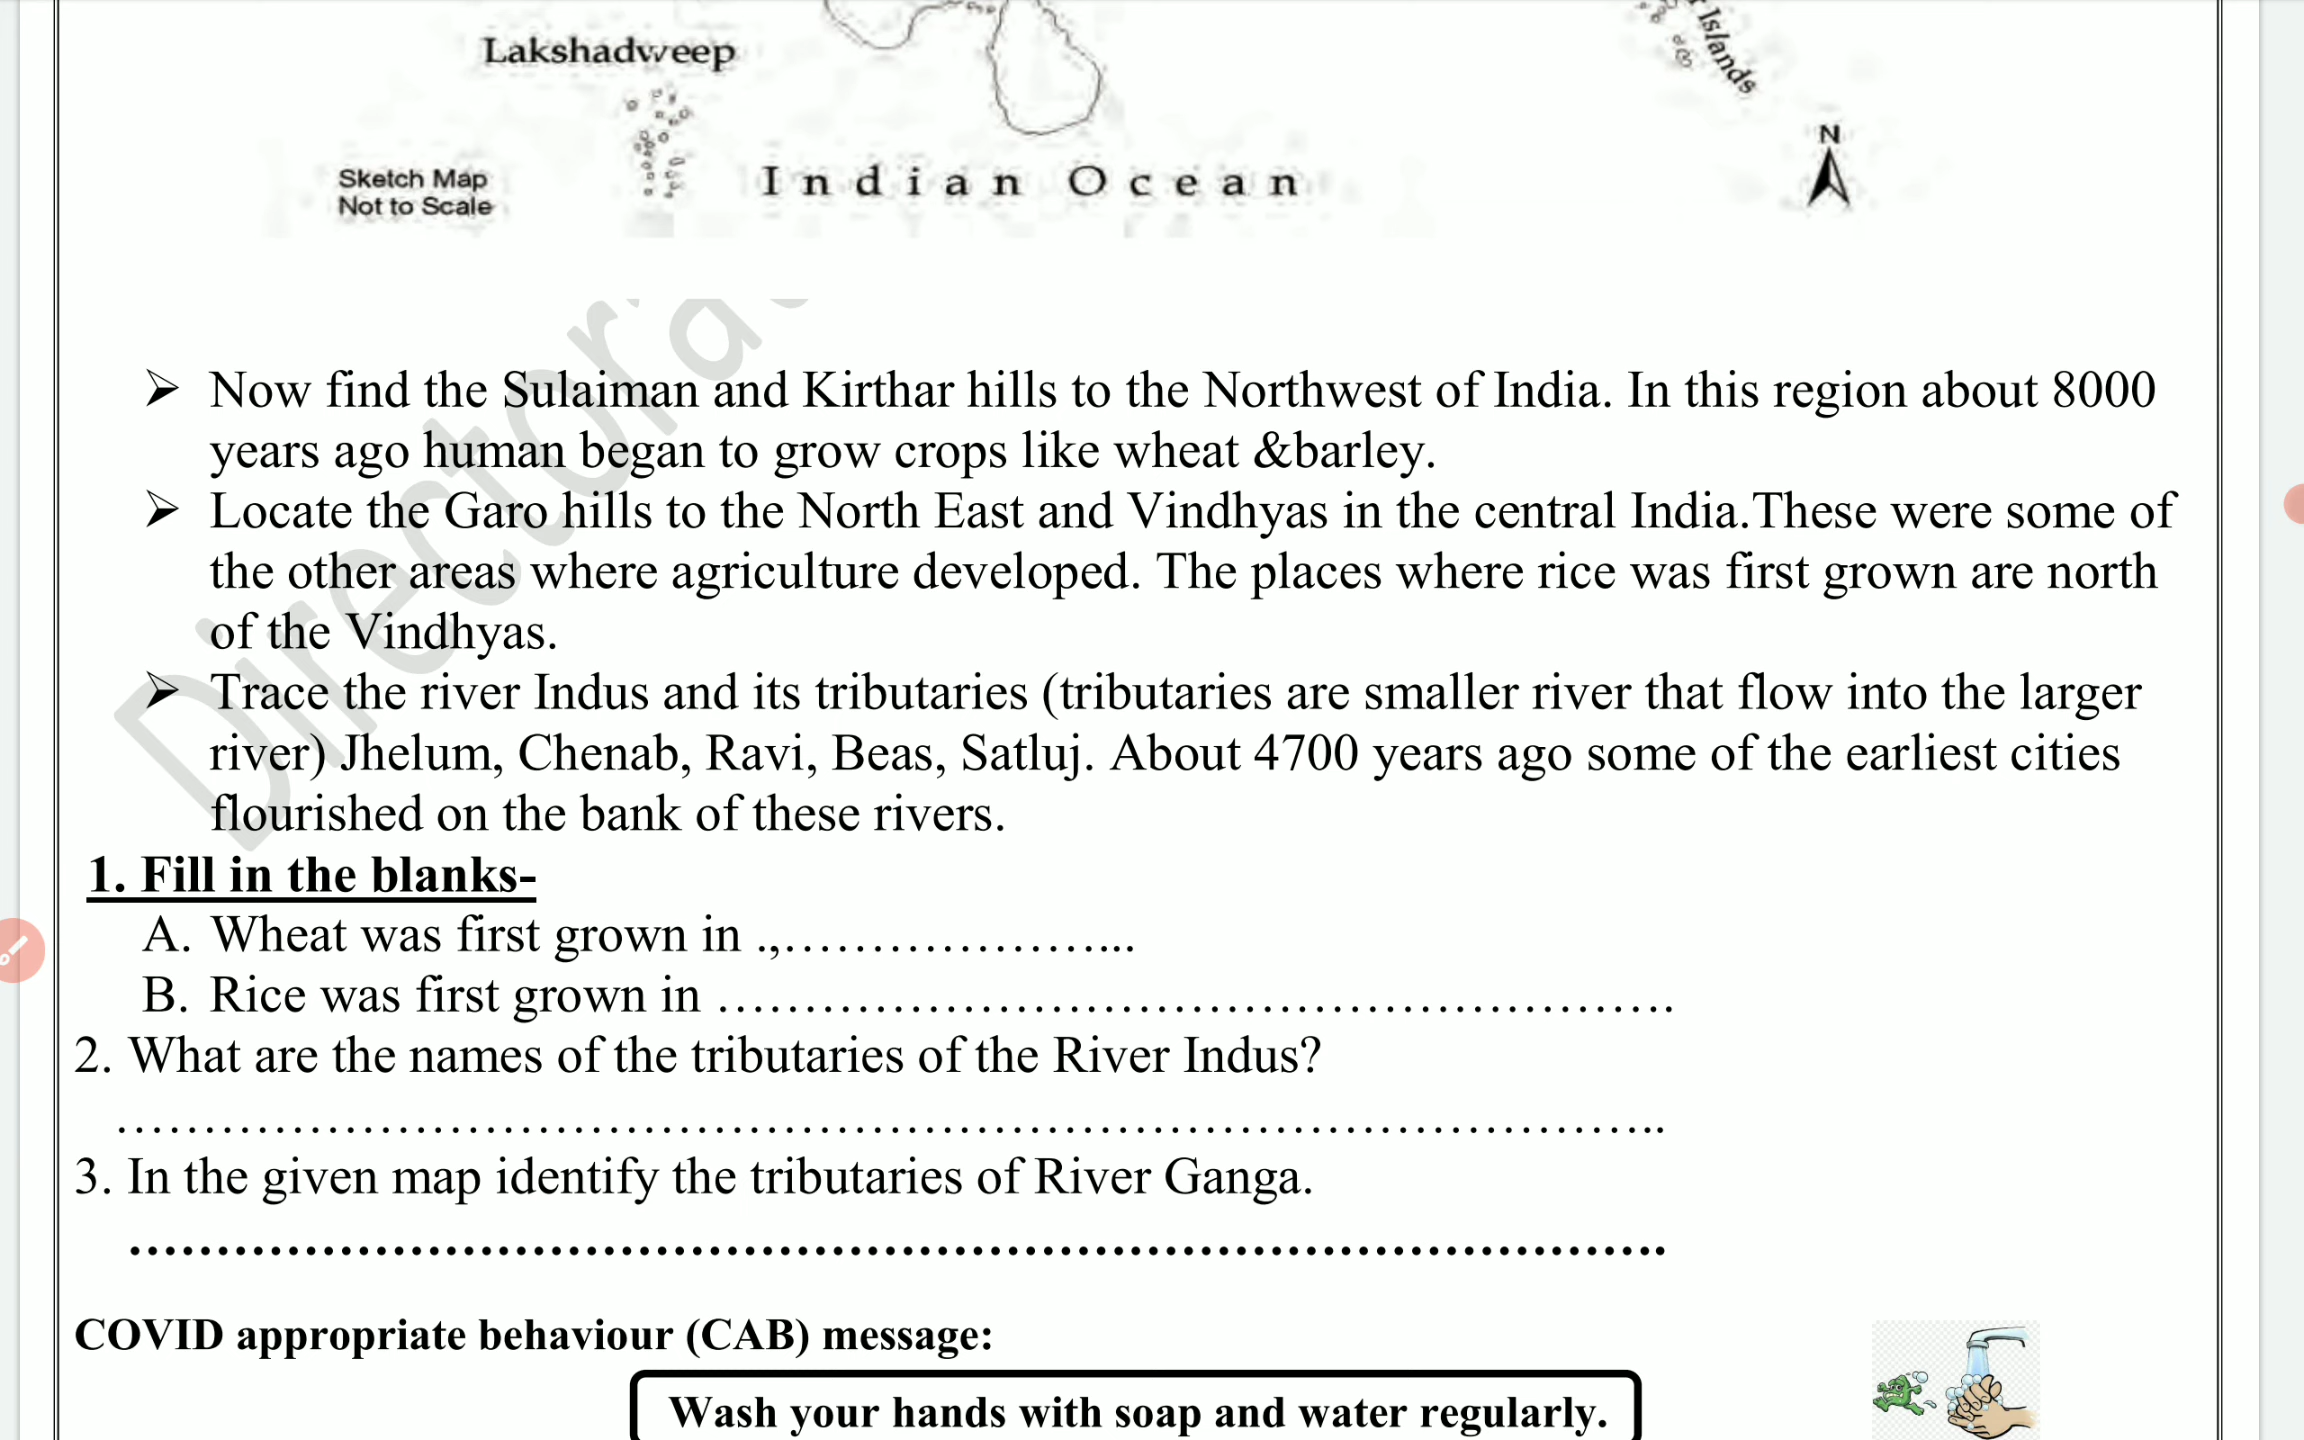 Lakshadweep
Islands
N
Sketch Map
Not to Scale
Indian Ocean
➢ Now find the Sulaiman and Kirthar hills to the Northwest of India. In this region about 8000
years ago human began to grow crops like wheat &barley.
➢ Locate the Garo hills to the North East and Vindhyas in the central India.These were some of
the other areas where agriculture developed. The places where rice was first grown are north
of the Vindhyas.
➢ Trace the river Indus and its tributaries (tributaries are smaller river that flow into the larger
river) Jhelum, Chenab, Ravi, Beas, Satluj. About 4700 years ago some of the earliest cities
flourished on the bank of these rivers.
1. Fill in the blanks-
A. Wheat was first grown in .,…………………...
B. Rice was first grown in ……………………………………………………….
2. What are the names of the tributaries of the River Indus?
…………………………………………………………………………………………..
3. In the given map identify the tributaries of River Ganga.
…………………………………………………………………………………………..
COVID appropriate behaviour (CAB) message:
Wash your hands with soap and water regularly.